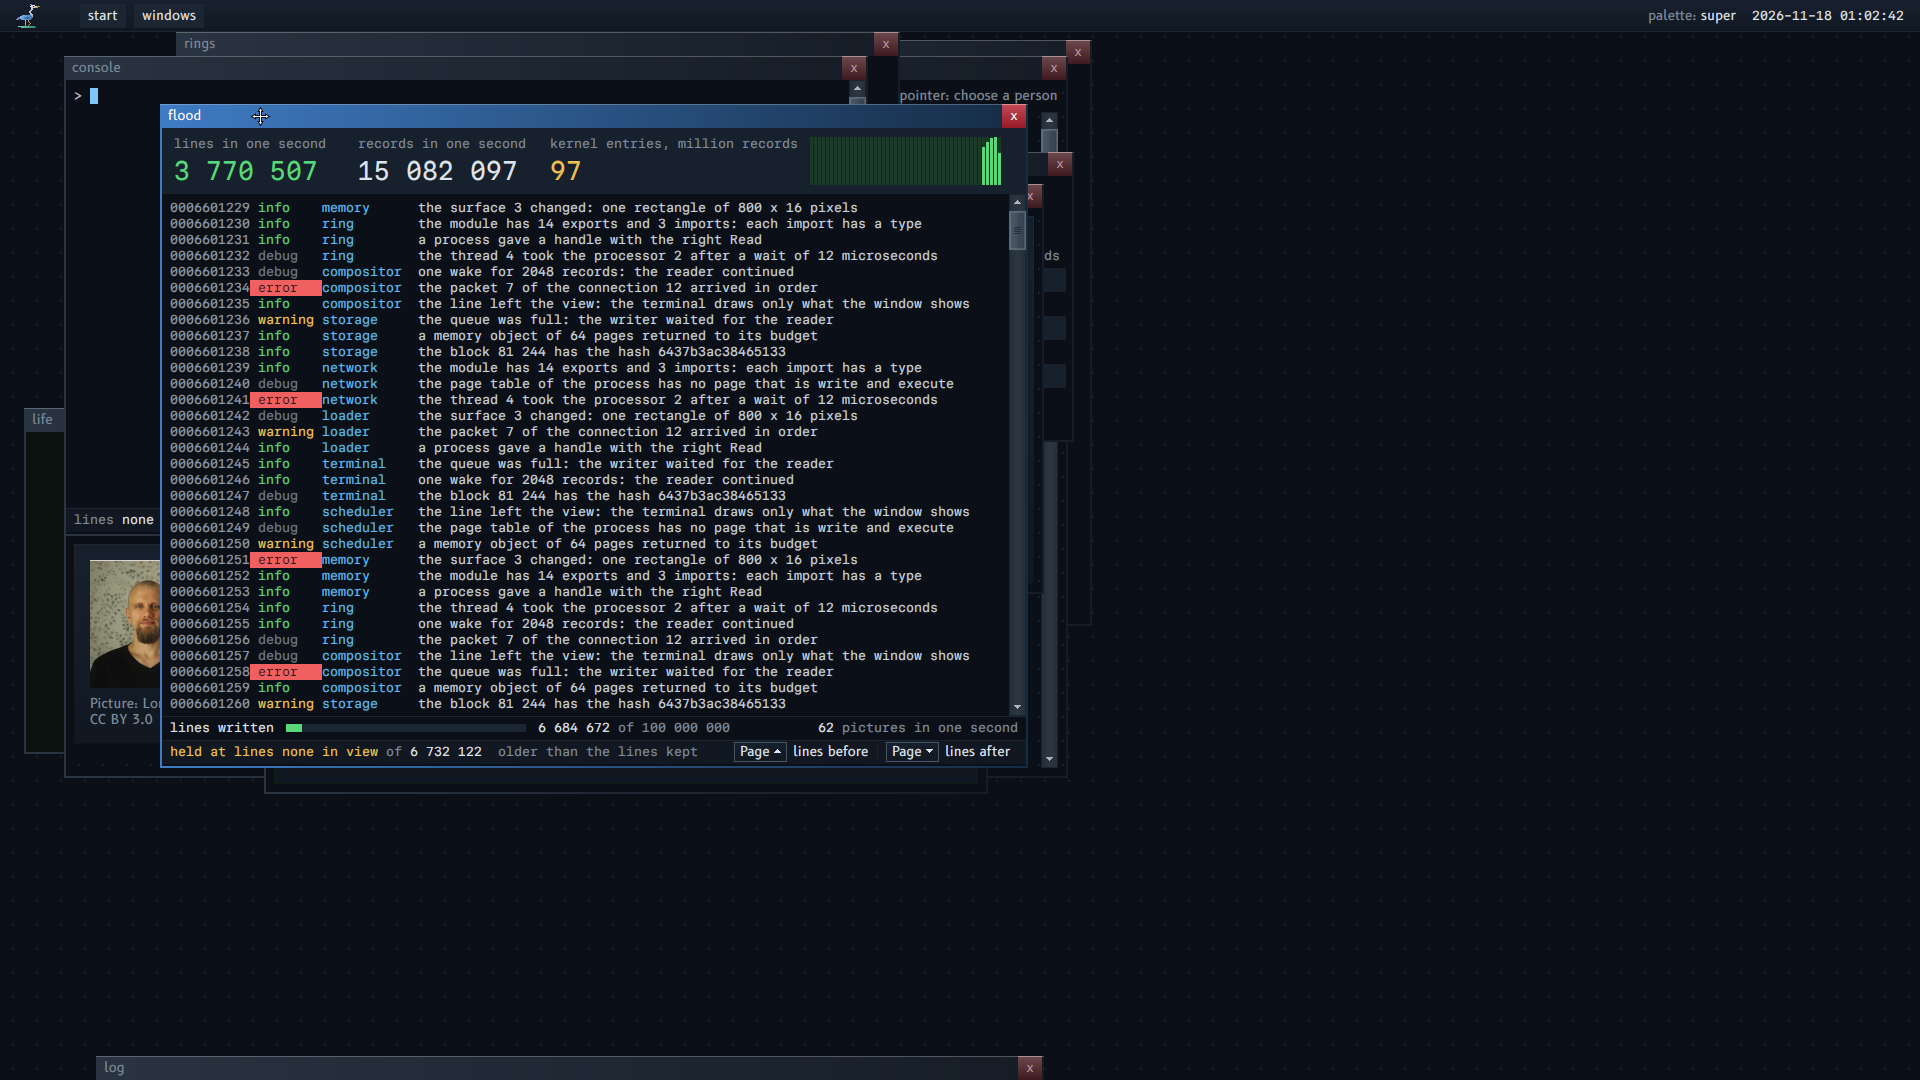 start windows palette: super 2026-11-18 01:02:42
rings x
x
console x
x
> 
pointer: choose a person
flood x
lines in one second records in one second kernel entries, million records
3 770 507 15 082 097 97
x
x
ds
0006601229 info memory the surface 3 changed: one rectangle of 800 x 16 pixels
0006601230 info ring the module has 14 exports and 3 imports: each import has a type
0006601231 info ring a process gave a handle with the right Read
0006601232 debug ring the thread 4 took the processor 2 after a wait of 12 microseconds
0006601233 debug compositor one wake for 2048 records: the reader continued
0006601234 error compositor the packet 7 of the connection 12 arrived in order
0006601235 info compositor the line left the view: the terminal draws only what the window shows
0006601236 warning storage the queue was full: the writer waited for the reader
0006601237 info storage a memory object of 64 pages returned to its budget
0006601238 info storage the block 81 244 has the hash 6437b3ac38465133
0006601239 info network the module has 14 exports and 3 imports: each import has a type
0006601240 debug network the page table of the process has no page that is write and execute
0006601241 error network the thread 4 took the processor 2 after a wait of 12 microseconds
0006601242 debug loader the surface 3 changed: one rectangle of 800 x 16 pixels
0006601243 warning loader the packet 7 of the connection 12 arrived in order
0006601244 info loader a process gave a handle with the right Read
0006601245 info terminal the queue was full: the writer waited for the reader
0006601246 info terminal one wake for 2048 records: the reader continued
0006601247 debug terminal the block 81 244 has the hash 6437b3ac38465133
0006601248 info scheduler the line left the view: the terminal draws only what the window shows
0006601249 debug scheduler the page table of the process has no page that is write and execute
0006601250 warning scheduler a memory object of 64 pages returned to its budget
0006601251 error memory the surface 3 changed: one rectangle of 800 x 16 pixels
0006601252 info memory the module has 14 exports and 3 imports: each import has a type
0006601253 info memory a process gave a handle with the right Read
0006601254 info ring the thread 4 took the processor 2 after a wait of 12 microseconds
0006601255 info ring one wake for 2048 records: the reader continued
0006601256 debug ring the packet 7 of the connection 12 arrived in order
0006601257 debug compositor the line left the view: the terminal draws only what the window shows
0006601258 error compositor the queue was full: the writer waited for the reader
0006601259 info compositor a memory object of 64 pages returned to its budget
0006601260 warning storage the block 81 244 has the hash 6437b3ac38465133
lines written 6 684 672 of 100 000 000 62 pictures in one second
held at lines none in view of 6 732 122 older than the lines kept Page lines before Page lines after
life
lines none
Picture: Lo
CC BY 3.0
log x